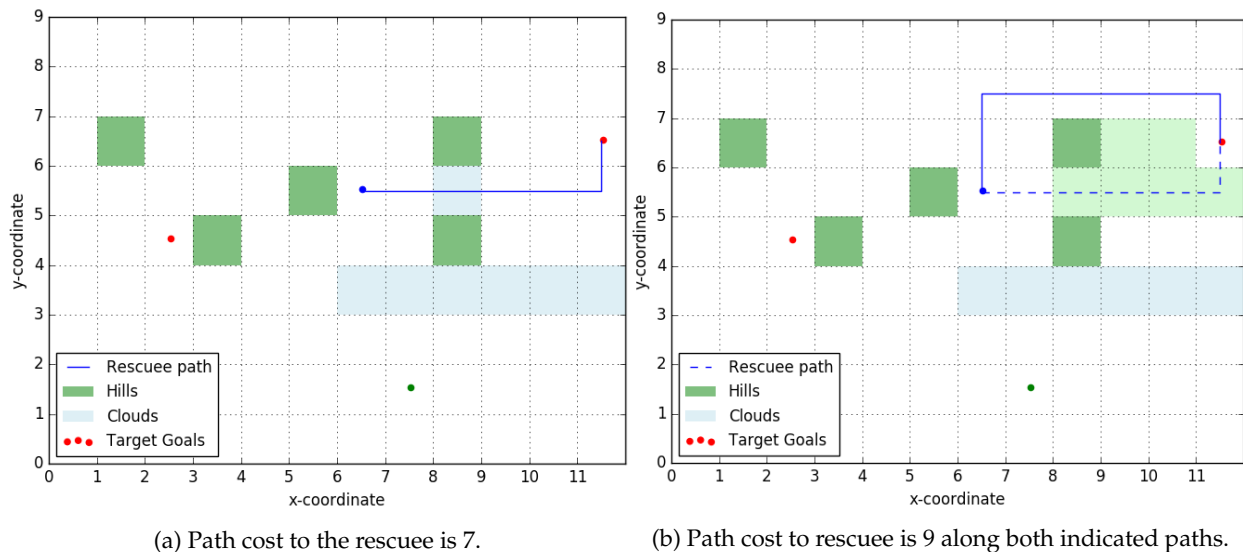 9
8
7
6
5
4
3
2
1
0
y-coordinate
Rescuee path
Hills
Clouds
Target Goals
0 1 2 3 4 5 6 7 8 9 10 11
x-coordinate
(a) Path cost to the rescuee is 7.
9
8
7
6
5
4
3
2
1
0
y-coordinate
Rescuee path
Hills
Clouds
Target Goals
0 1 2 3 4 5 6 7 8 9 10 11
x-coordinate
(b) Path cost to rescuee is 9 along both indicated paths.